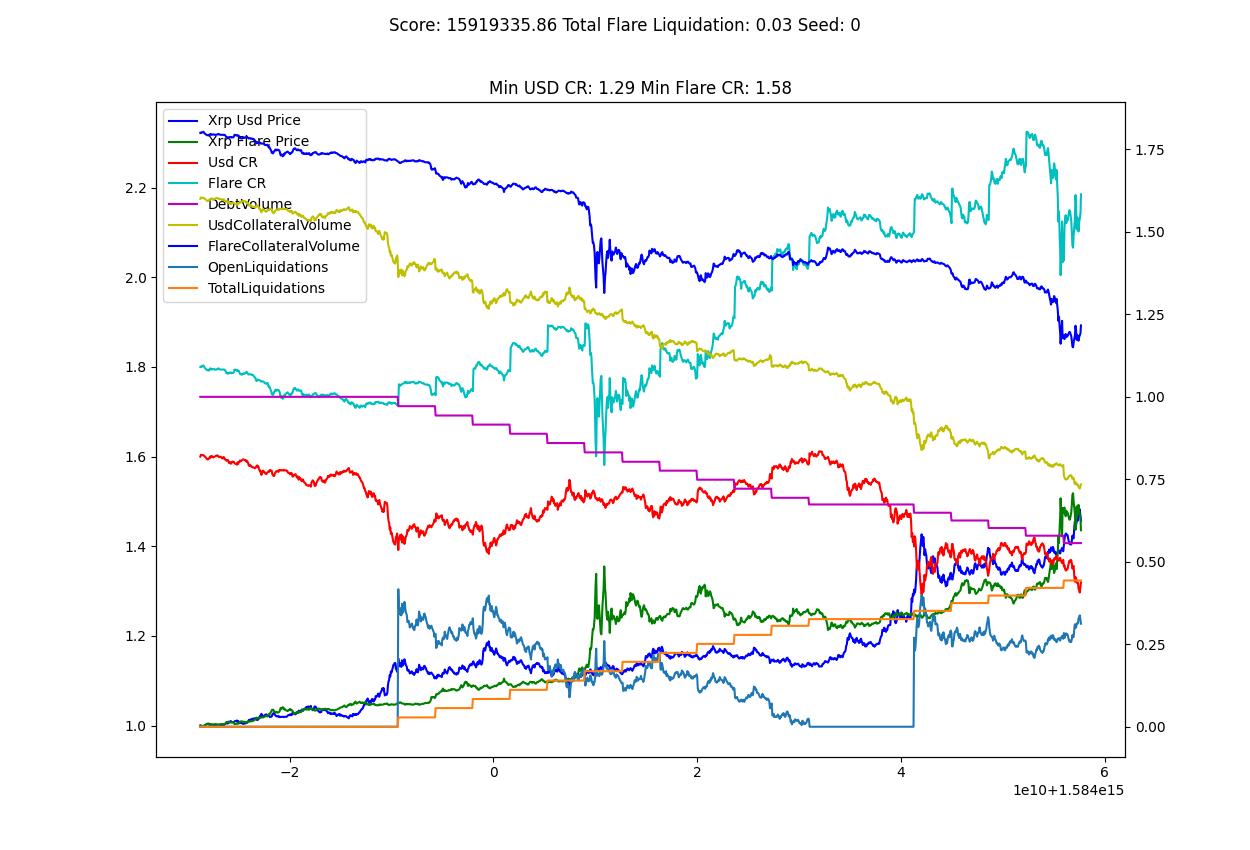 Score: 15919335.86 Total Flare Liquidation: 0.03 Seed: 0
Min USD CR: 1.29 Min Flare CR: 1.58
Xrp Usd Price
Xrp Flare Price
Usd CR
Flare CR
DebtVolume
UsdCollateralVolume
FlareCollateralVolume
OpenLiquidations
TotalLiquidations
2.2
2.0
1.8
1.6
1.4
1.2
1.0
1.75
1.50
1.25
1.00
0.75
0.50
0.25
0.00
−2
0
2
4
6
1e10+1.584e15